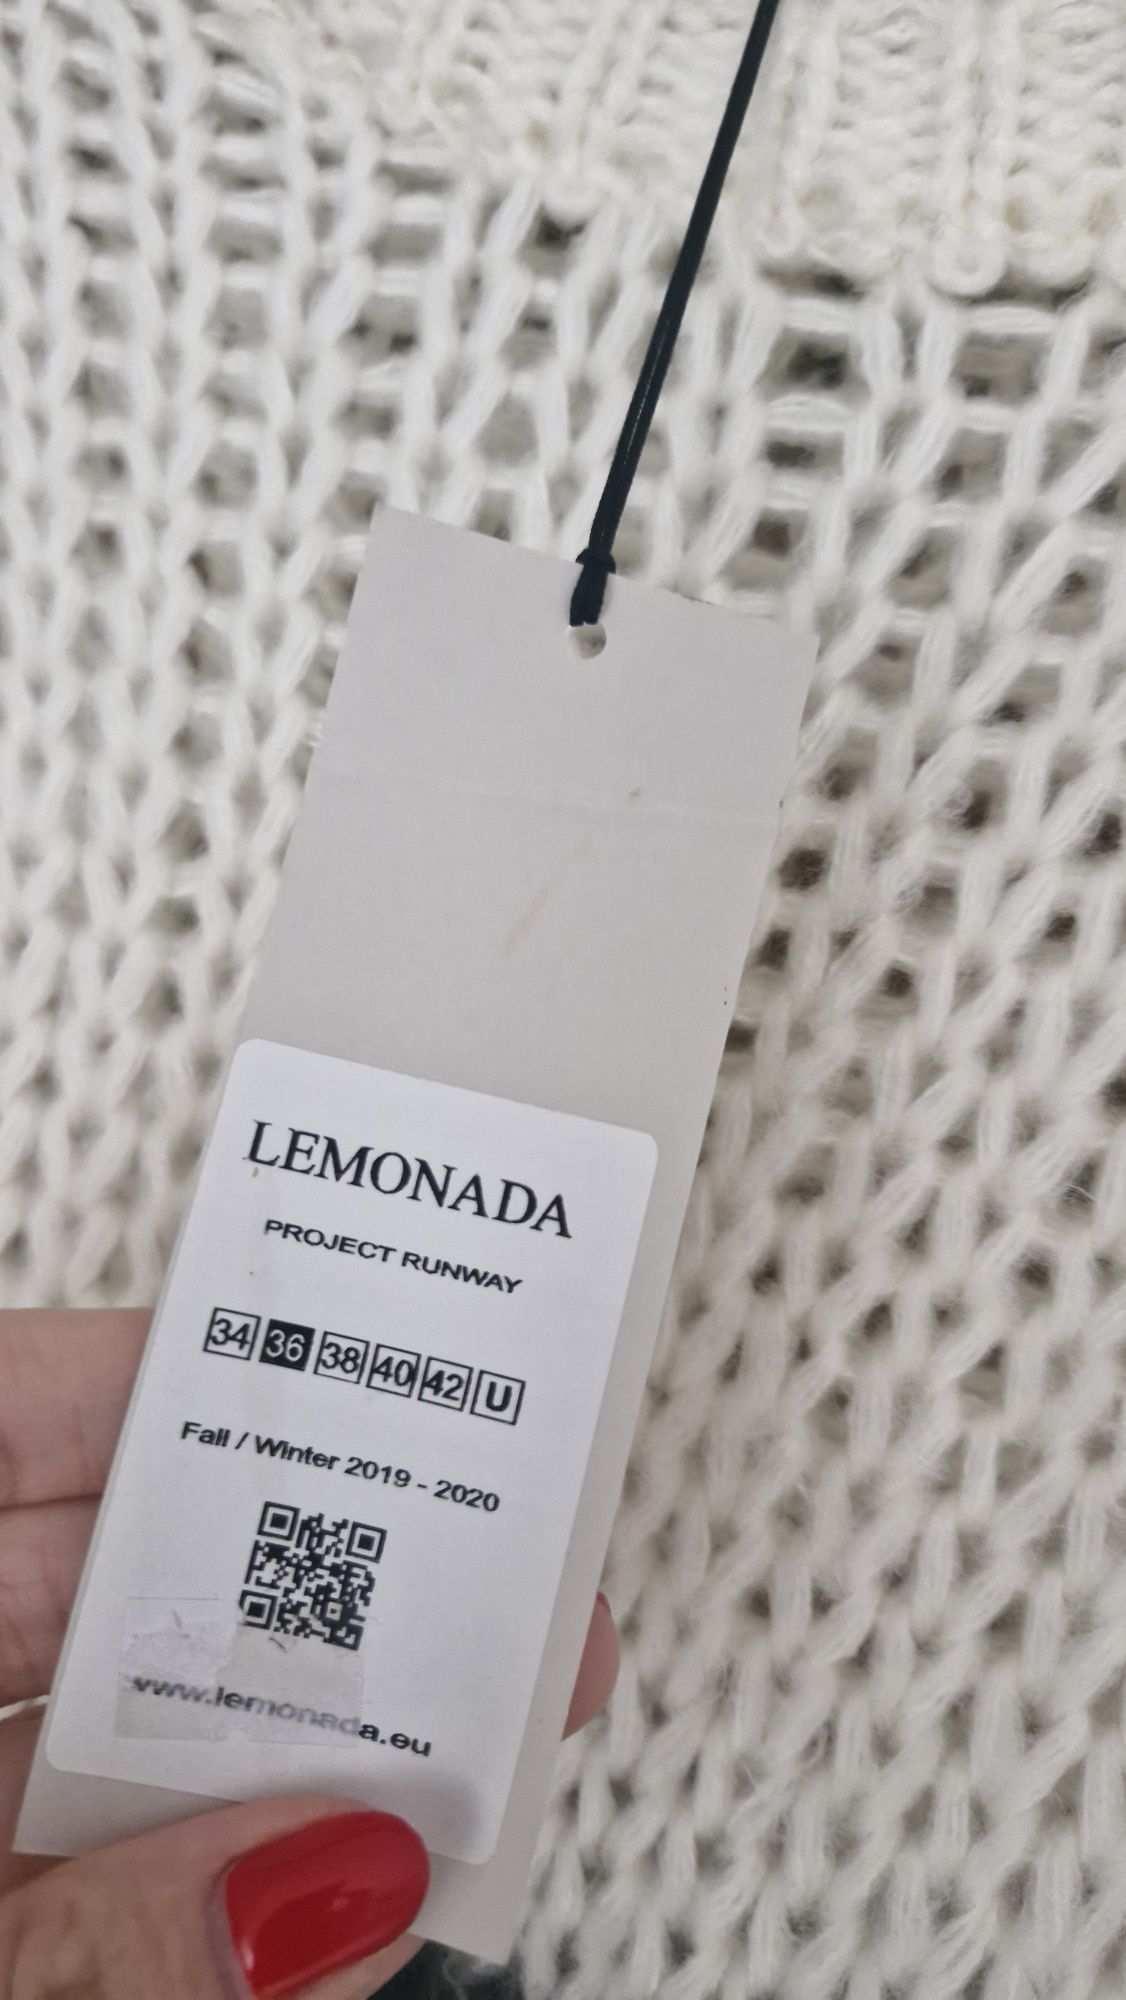 LEMONADA
PROJECT RUNWAY
34 36 38 40 42 U
Fall / Winter 2019 - 2020
www.lemonada.eu